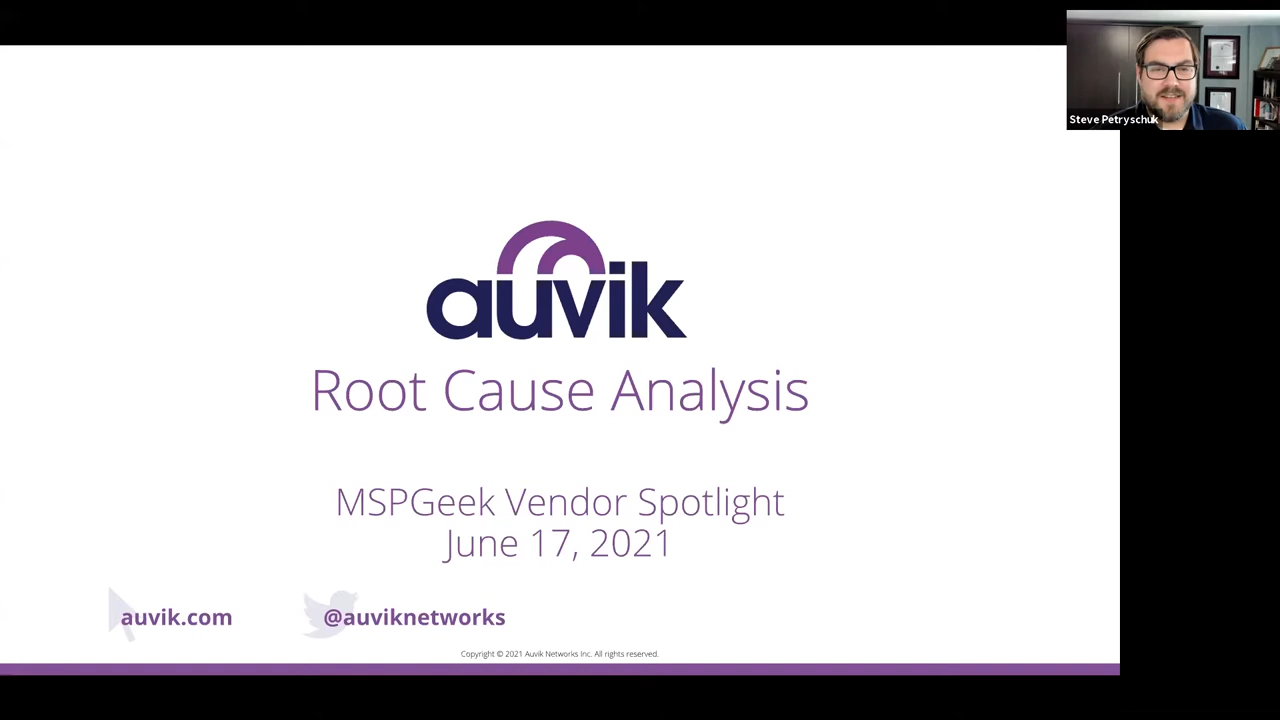 Steve Petryschuk
auvik
Root Cause Analysis
MSPGeek Vendor Spotlight
June 17, 2021
auvik.com
@auviknetworks
Copyright © 2021 Auvik Networks Inc. All rights reserved.